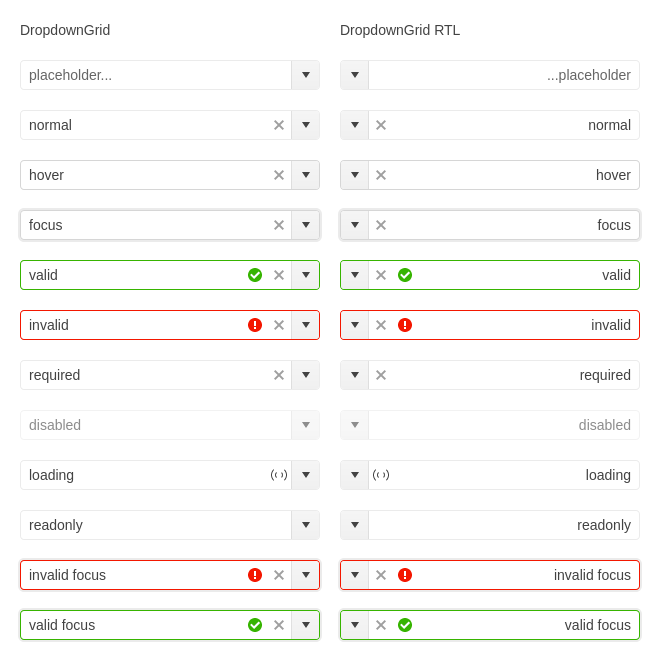 DropdownGrid
placeholder...
normal
hover
focus
valid
invalid
required
disabled
loading
readonly
invalid focus
valid focus
DropdownGrid RTL
...placeholder
normal
hover
focus
valid
invalid
required
disabled
loading
readonly
invalid focus
valid focus